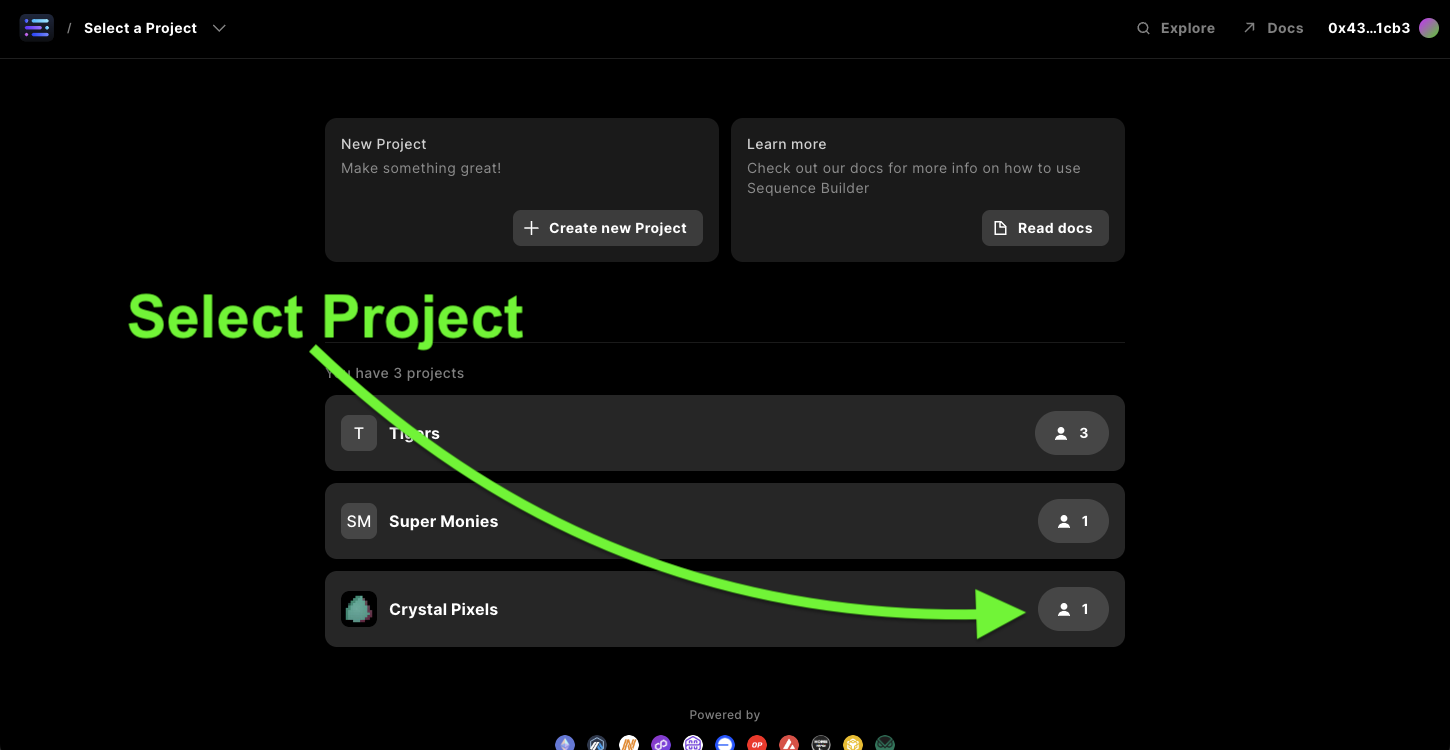 / Select a Project
Explore
Docs
0x43...1cb3
New Project
Make something great!
Create new Project
Learn more
Check out our docs for more info on how to use
Sequence Builder
Read docs
Select Project
You have 3 projects
T
Tigers
3
SM
Super Monies
1
Crystal Pixels
1
Powered by
OP